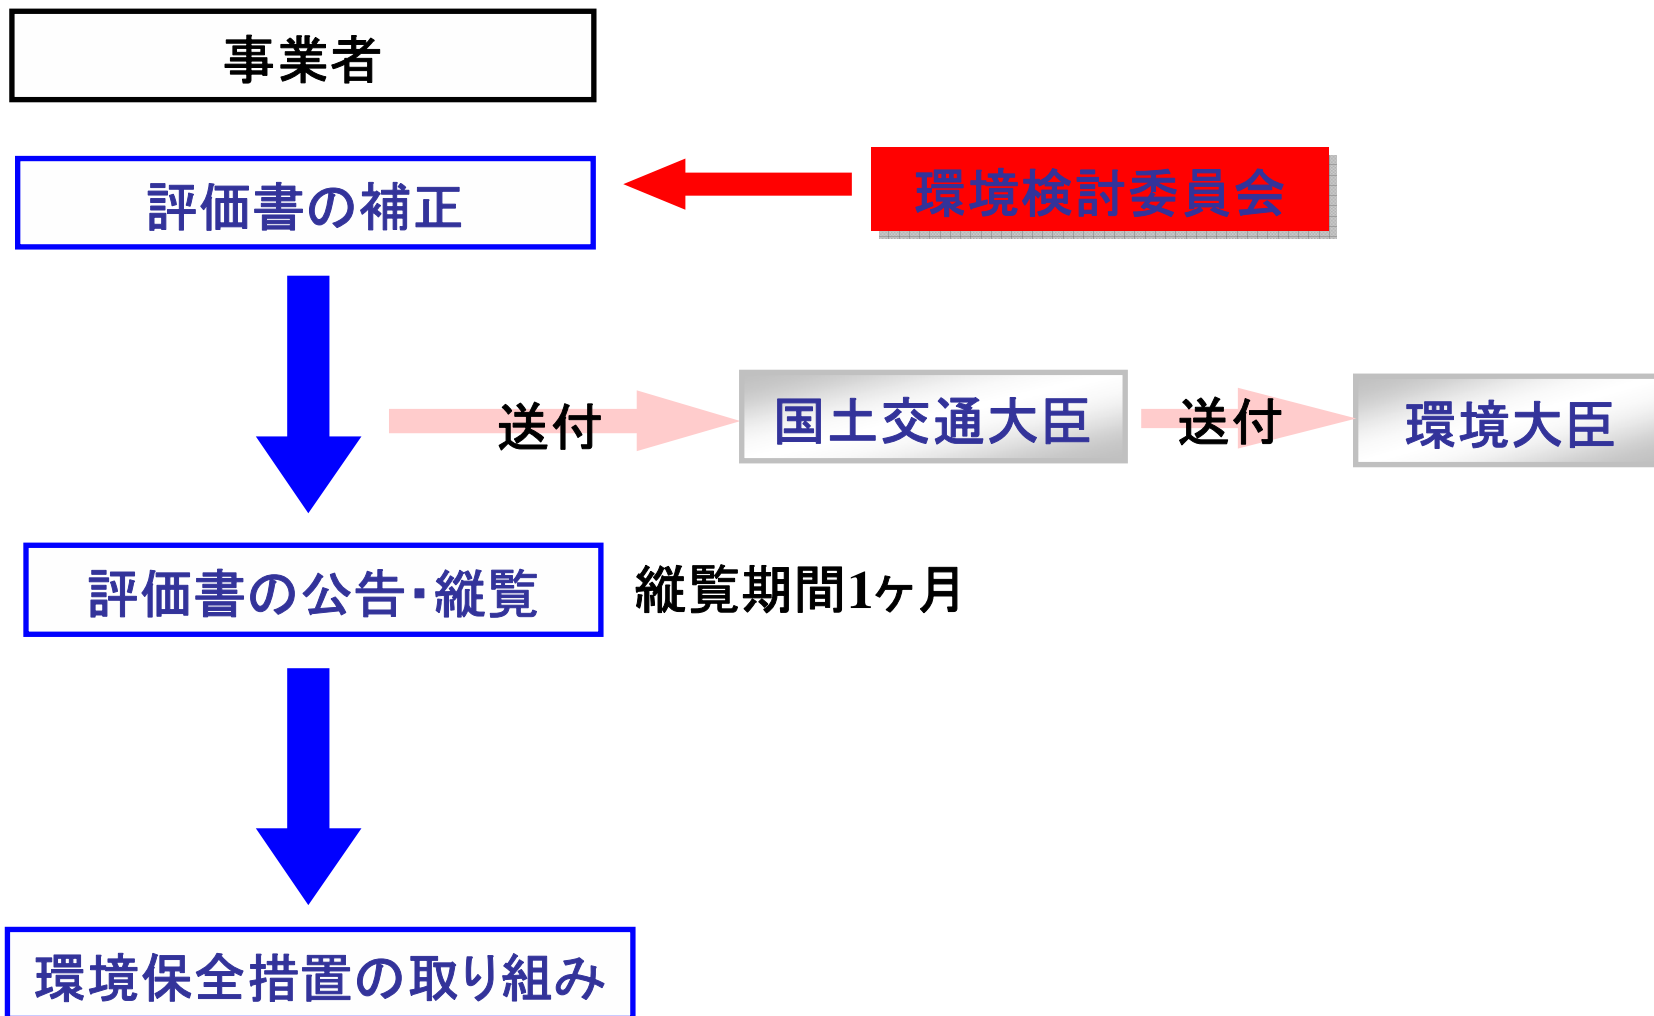 事業者
評価書の補正
環境検討委員会
送付
国土交通大臣
送付
環境大臣
評価書の公告・縦覧
縦覧期間1ヶ月
環境保全措置の取り組み